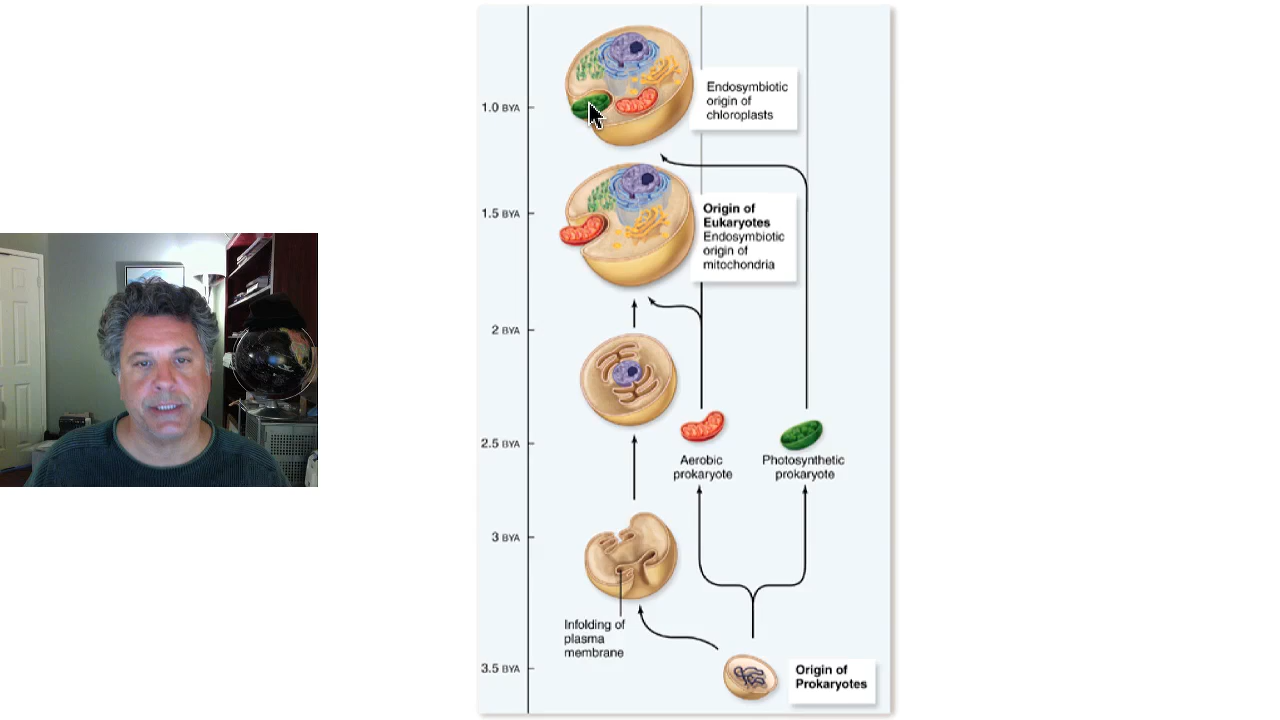 Endosymbiotic
origin of
chloroplasts
1.0 BYA
Origin of
Eukaryotes
Endosymbiotic
origin of
mitochondria
1.5 BYA
2 BYA
2.5 BYA
Aerobic
prokaryote
Photosynthetic
prokaryote
3 BYA
Infolding of
plasma
membrane
3.5 BYA
Origin of
Prokaryotes